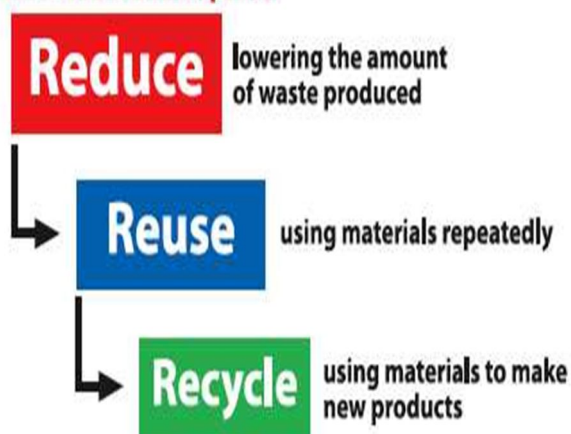 Reduce
lowering the amount
of waste produced
Reuse
using materials repeatedly
Recycle
using materials to make
new products